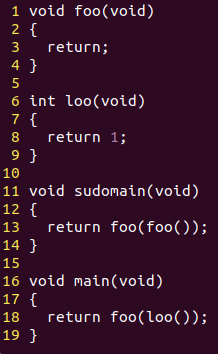 1 void foo(void)
2 {
3   return;
4 }
5
6 int loo(void)
7 {
8   return 1;
9 }
10
11 void sudomain(void)
12 {
13   return foo(foo());
14 }
15
16 void main(void)
17 {
18   return foo(loo());
19 }